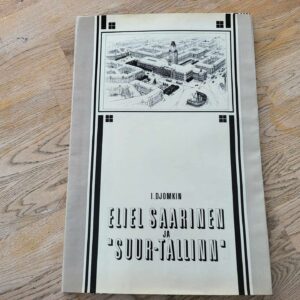 I. DJOMKIN
ELIEL SAARINEN
JA
"SUUR-TALLINN"